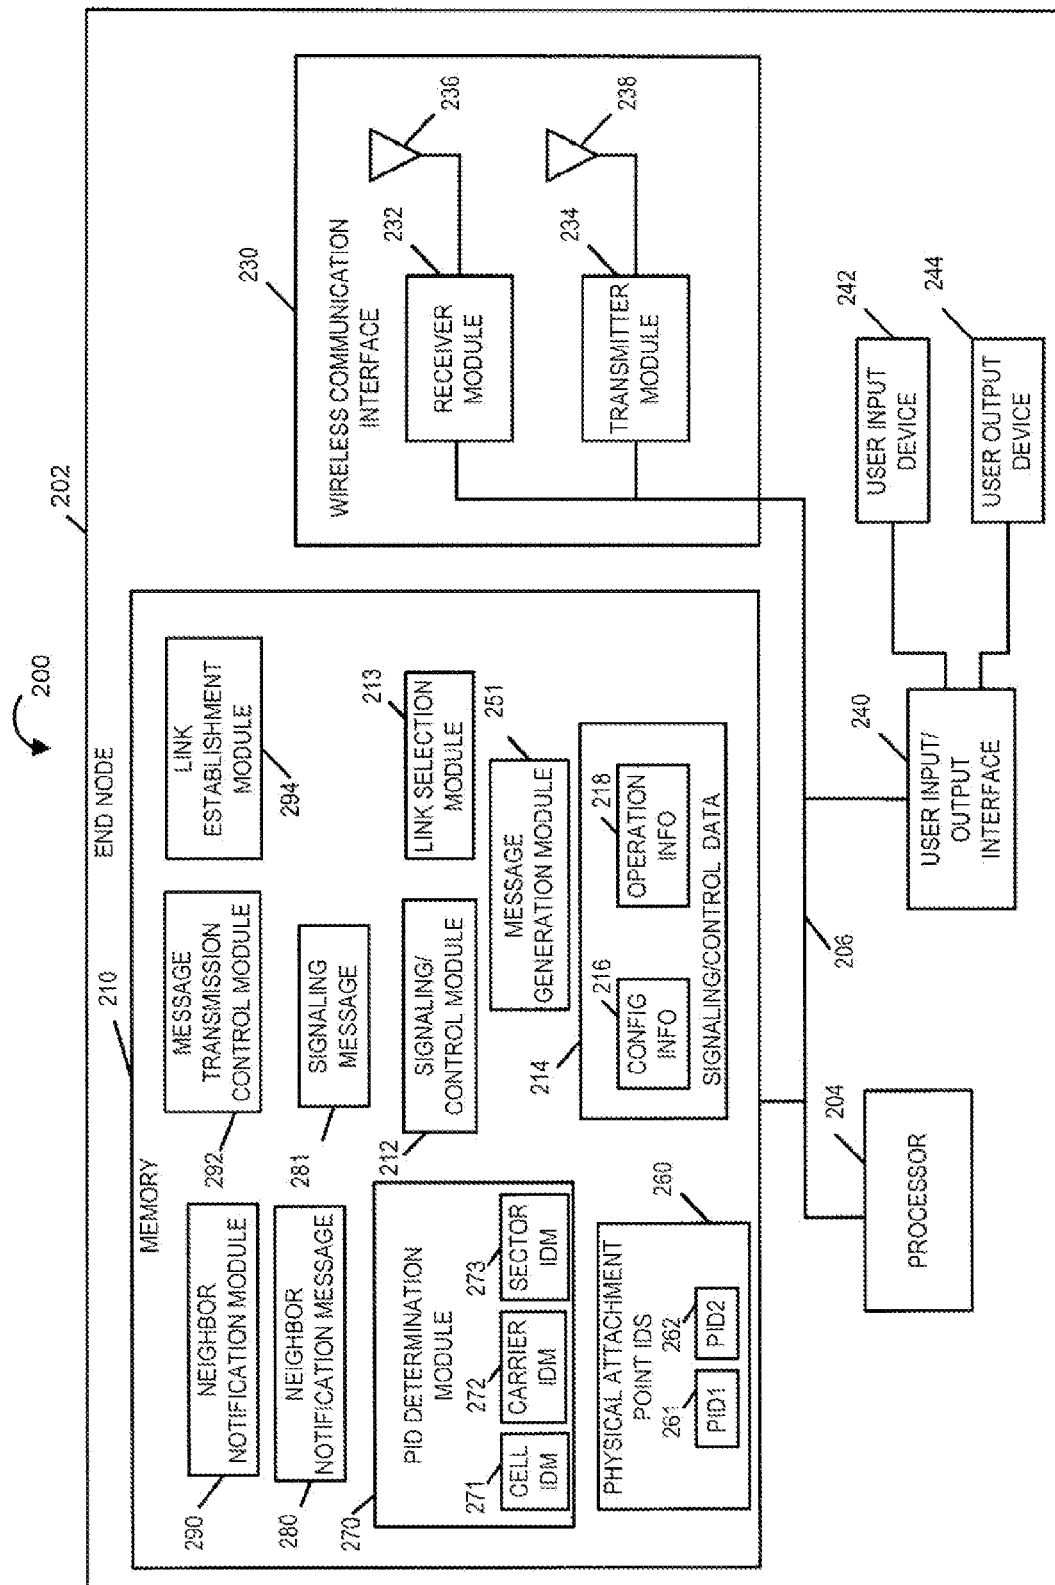 200
202
END NODE
210
MEMORY
290
NEIGHBOR
NOTIFICATION MODULE
292
MESSAGE
TRANSMISSION
CONTROL MODULE
LINK
ESTABLISHMENT
MODULE
294
280
NEIGHBOR
NOTIFICATION MESSAGE
281
SIGNALING
MESSAGE
270
PID DETERMINATION
MODULE
271
CELL
IDM
272
CARRIER
IDM
273
SECTOR
IDM
212
SIGNALING/
CONTROL MODULE
213
LINK SELECTION
MODULE
251
MESSAGE
GENERATION MODULE
260
PHYSICAL ATTACHMENT
POINT IDS
261
PID1
262
PID2
214
216
CONFIG
INFO
218
OPERATION
INFO
SIGNALING/CONTROL DATA
230
WIRELESS COMMUNICATION
INTERFACE
232
RECEIVER
MODULE
236
234
TRANSMITTER
MODULE
238
204
PROCESSOR
206
240
USER INPUT/
OUTPUT
INTERFACE
242
USER INPUT
DEVICE
244
USER OUTPUT
DEVICE